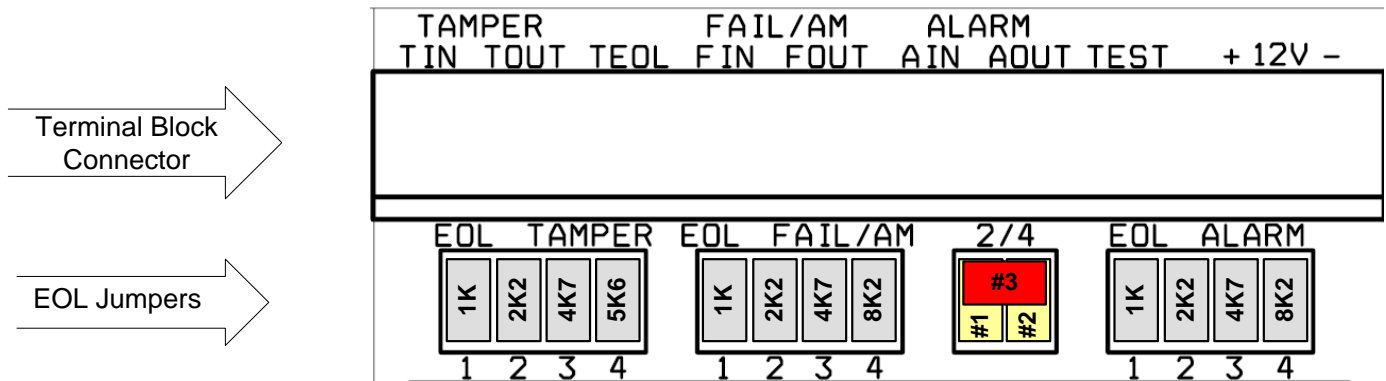 TAMPER FAIL/AM ALARM
TIN TOUT TEOL FIN FOUT AIN AOUT TEST + 12V -
Terminal Block
Connector
EOL TAMPER EOL FAIL/AM 2/4 EOL ALARM
EOL Jumpers
1K 2K2 4K7 5K6 1K 2K2 4K7 8K2 #3 1K 2K2 4K7 8K2
#1 #2
1 2 3 4 1 2 3 4 1 2 3 4